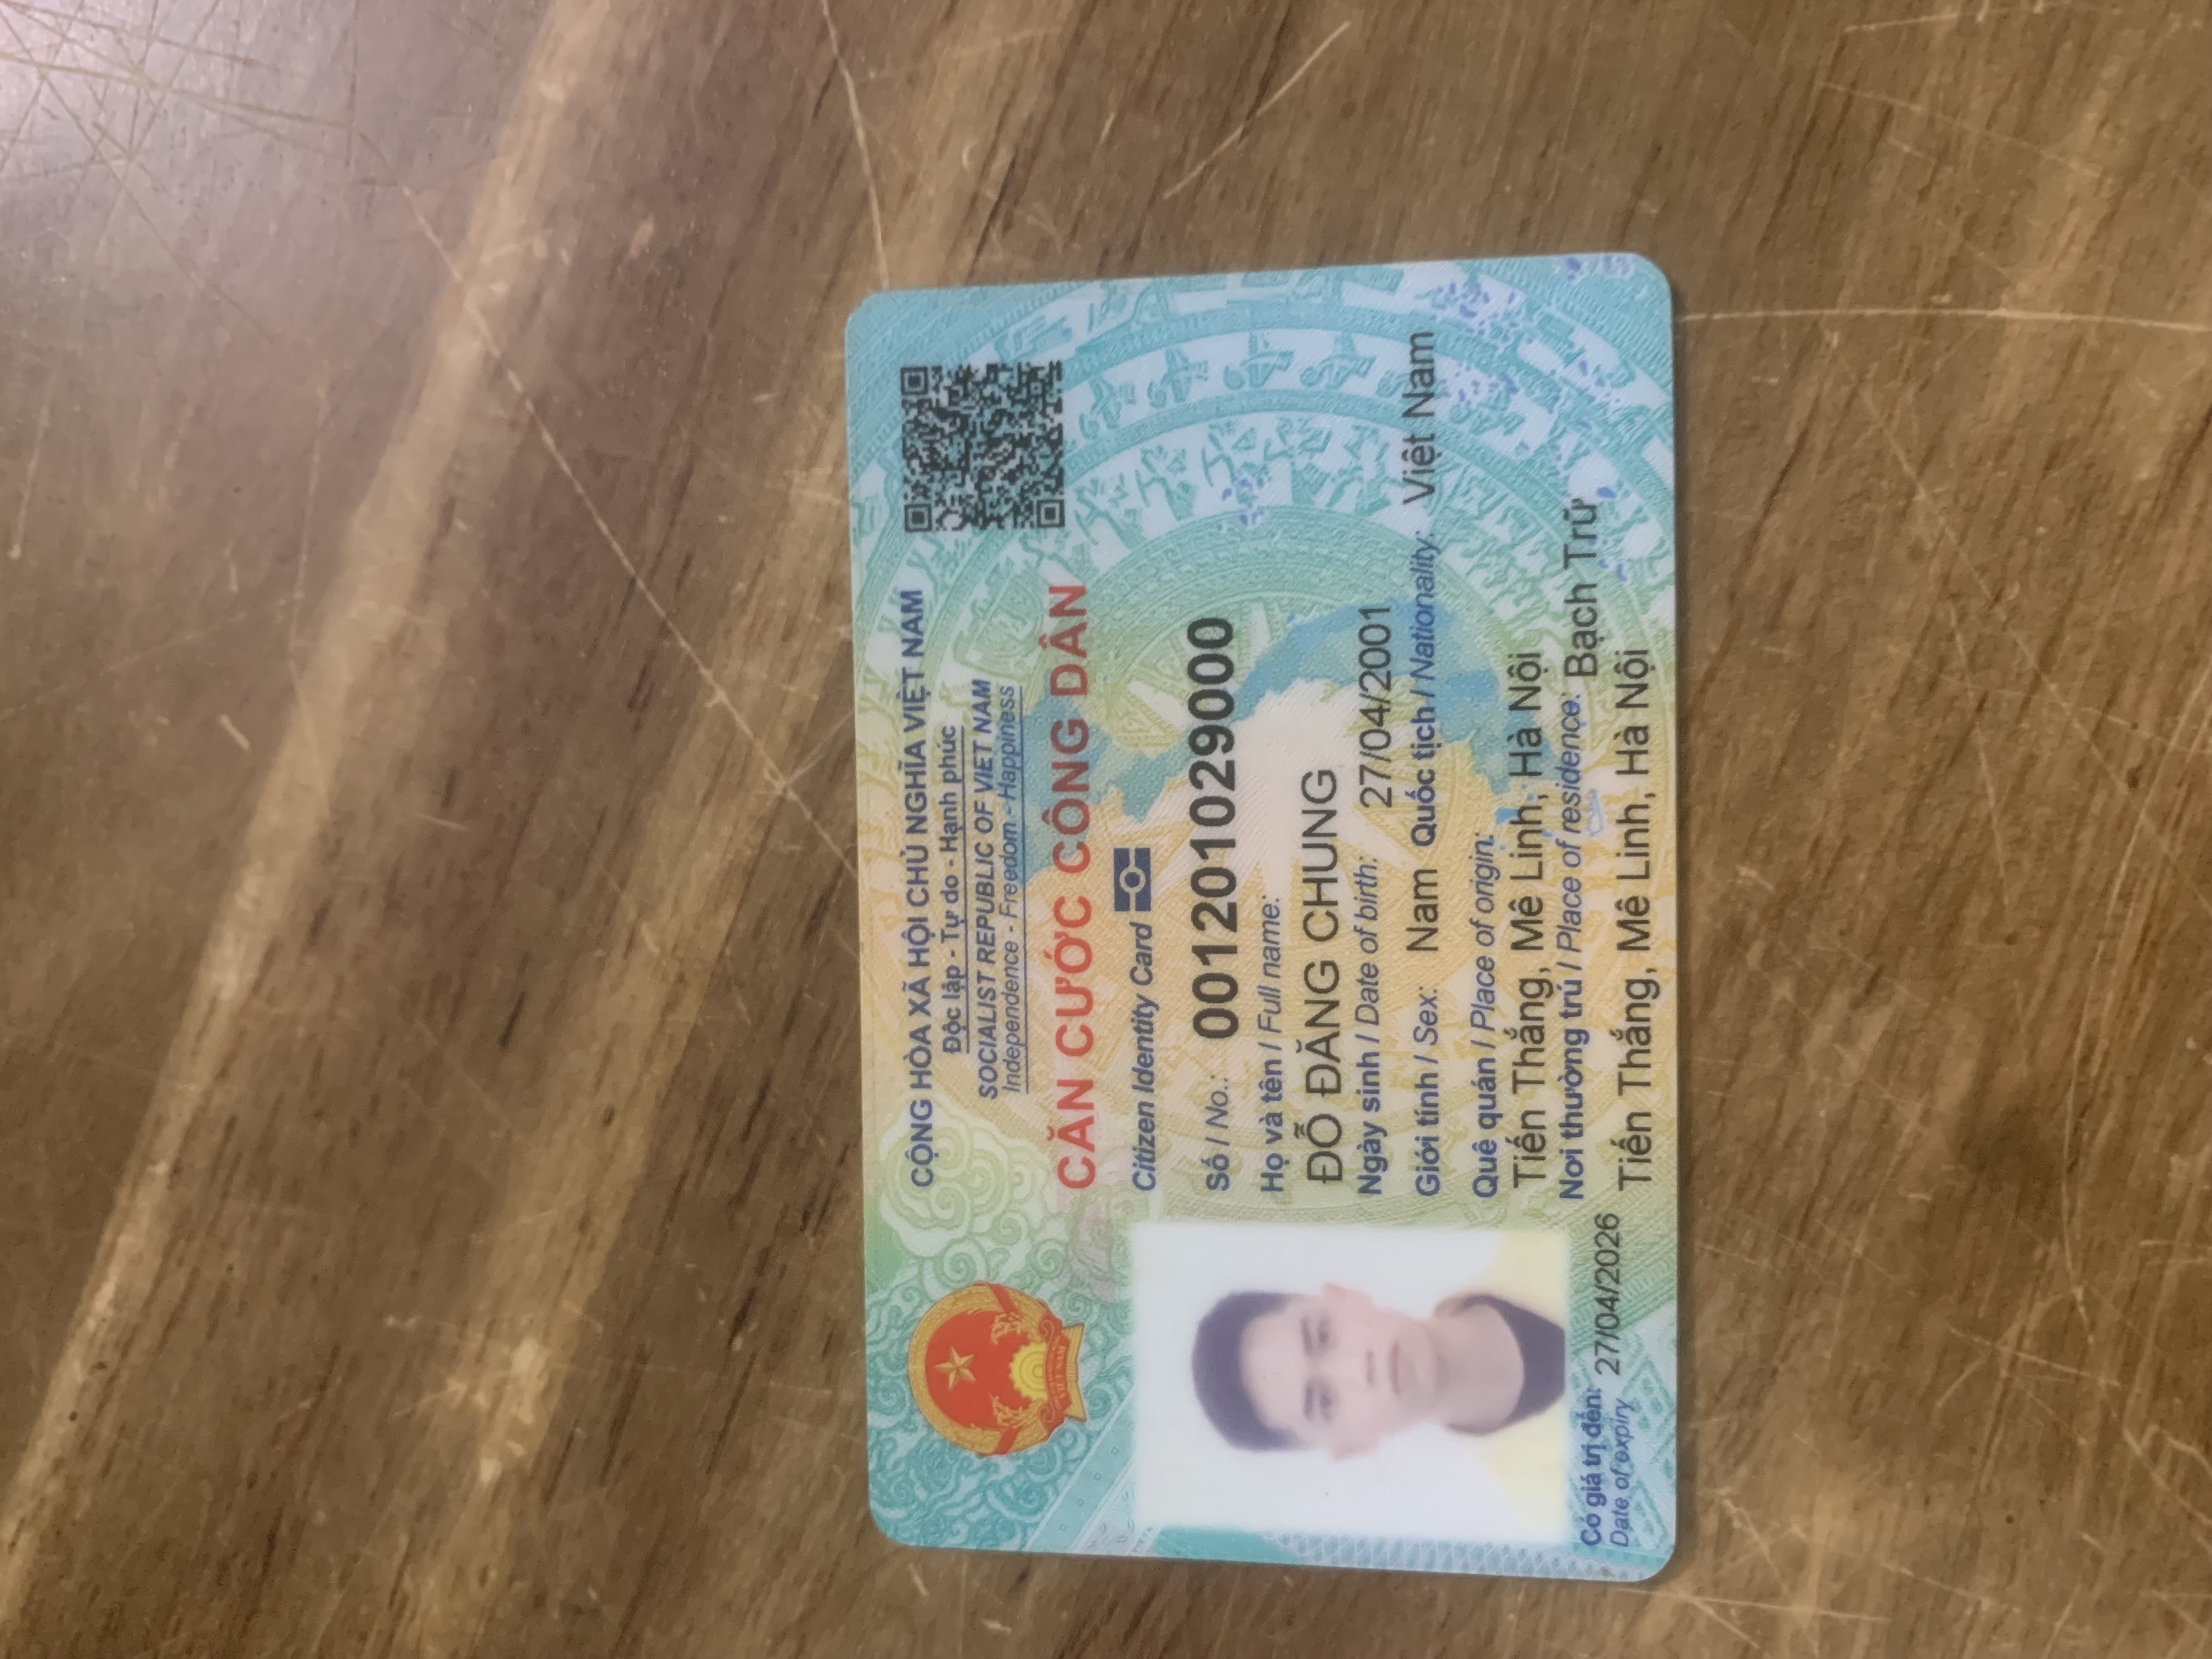 CỘNG HÒA XÃ HỘI CHỦ NGHĨA VIỆT NAM
Độc lập - Tự do - Hạnh phúc
SOCIALIST REPUBLIC OF VIET NAM
Independence - Freedom - Happiness
CĂN CƯỚC CÔNG DÂN
Citizen Identity Card
Số / No.: 001201029000
Họ và tên / Full name:
ĐỖ ĐĂNG CHUNG
Ngày sinh / Date of birth: 27/04/2001
Giới tính / Sex: Nam Quốc tịch / Nationality: Việt Nam
Quê quán / Place of origin:
Tiến Thắng, Mê Linh, Hà Nội
Nơi thường trú / Place of residence: Bạch Trữ
Tiến Thắng, Mê Linh, Hà Nội
Có giá trị đến: 27/04/2026
Date of expiry